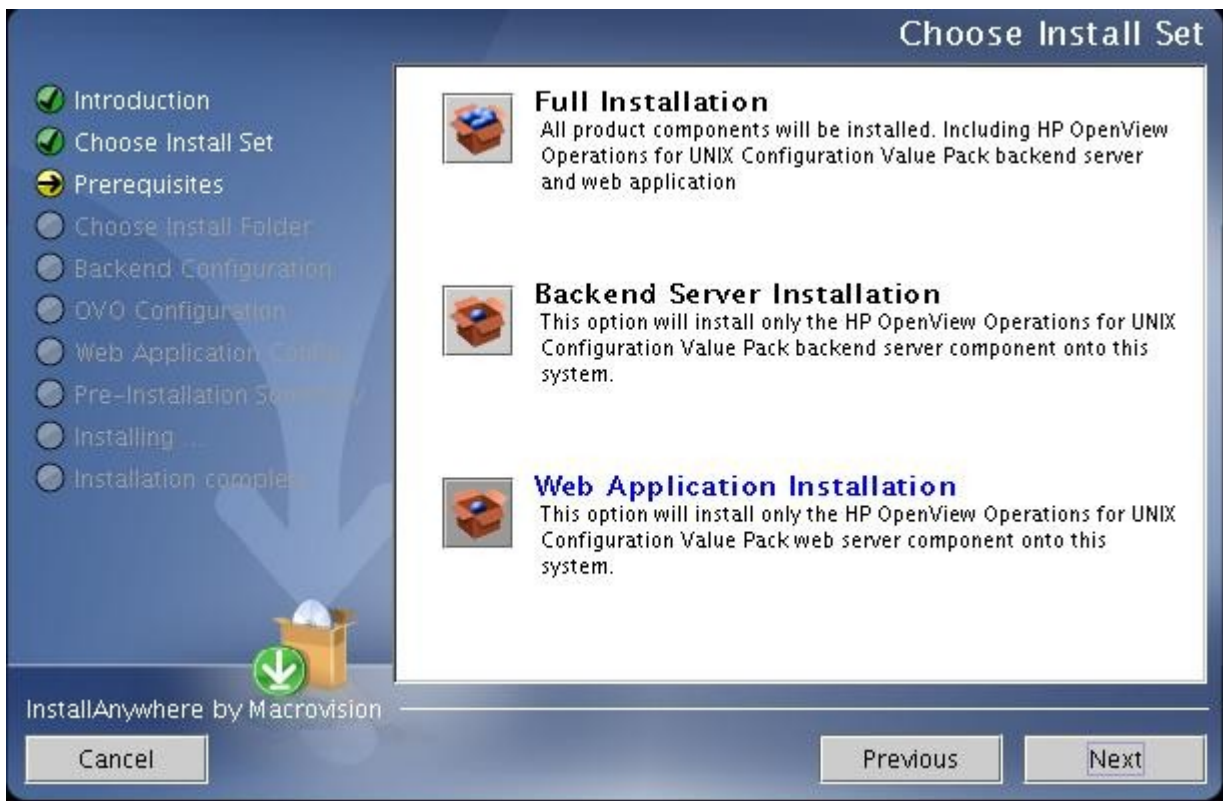 Choose Install Set
Introduction
Choose Install Set
Prerequisites
Choose Install Folder
Backend Configuration
OVO Configuration
Web Application
Pre-Installation
Installing ...
Installation
Full Installation
All product components will be installed. Including HP OpenView
Operations for UNIX Configuration Value Pack backend server
and web application
Backend Server Installation
This option will install only the HP OpenView Operations for UNIX
Configuration Value Pack backend server component onto this
system.
Web Application Installation
This option will install only the HP OpenView Operations for UNIX
Configuration Value Pack web server component onto this
system.
InstallAnywhere by Macrovision
Cancel
Previous
Next